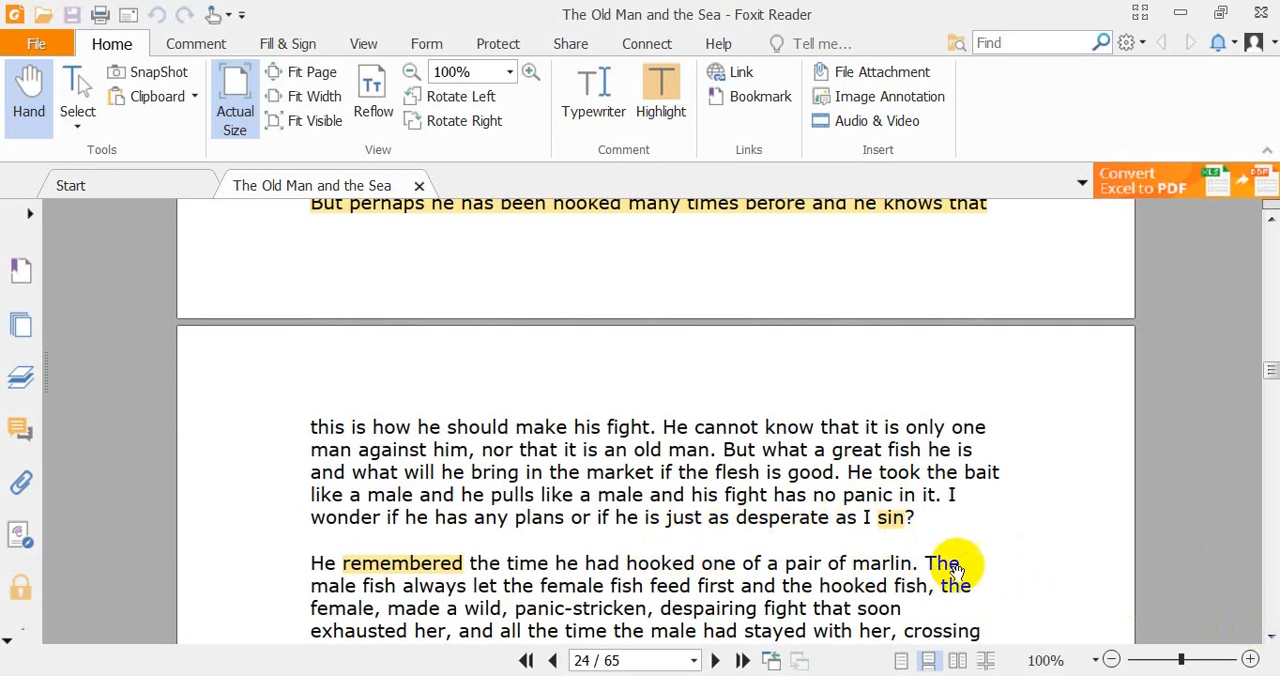 The Old Man and the Sea - Foxit Reader
File
Home
Comment
Fill & Sign
View
Form
Protect
Share
Connect
Help
Tell me...
Find
Hand
Select
SnapShot
Clipboard
Tools
Actual
Size
Fit Page
Fit Width
Fit Visible
Reflow
100%
Rotate Left
Rotate Right
View
Typewriter
Highlight
Comment
Link
Bookmark
Links
File Attachment
Image Annotation
Audio & Video
Insert
Start
The Old Man and the Sea
Convert
Excel to PDF
XLS
PDF
But perhaps he has been hooked many times before and he knows that
this is how he should make his fight. He cannot know that it is only one
man against him, nor that it is an old man. But what a great fish he is
and what will he bring in the market if the flesh is good. He took the bait
like a male and he pulls like a male and his fight has no panic in it. I
wonder if he has any plans or if he is just as desperate as I sin?
He remembered the time he had hooked one of a pair of marlin. The
male fish always let the female fish feed first and the hooked fish, the
female, made a wild, panic-stricken, despairing fight that soon
exhausted her, and all the time the male had stayed with her, crossing
24 / 65
100%